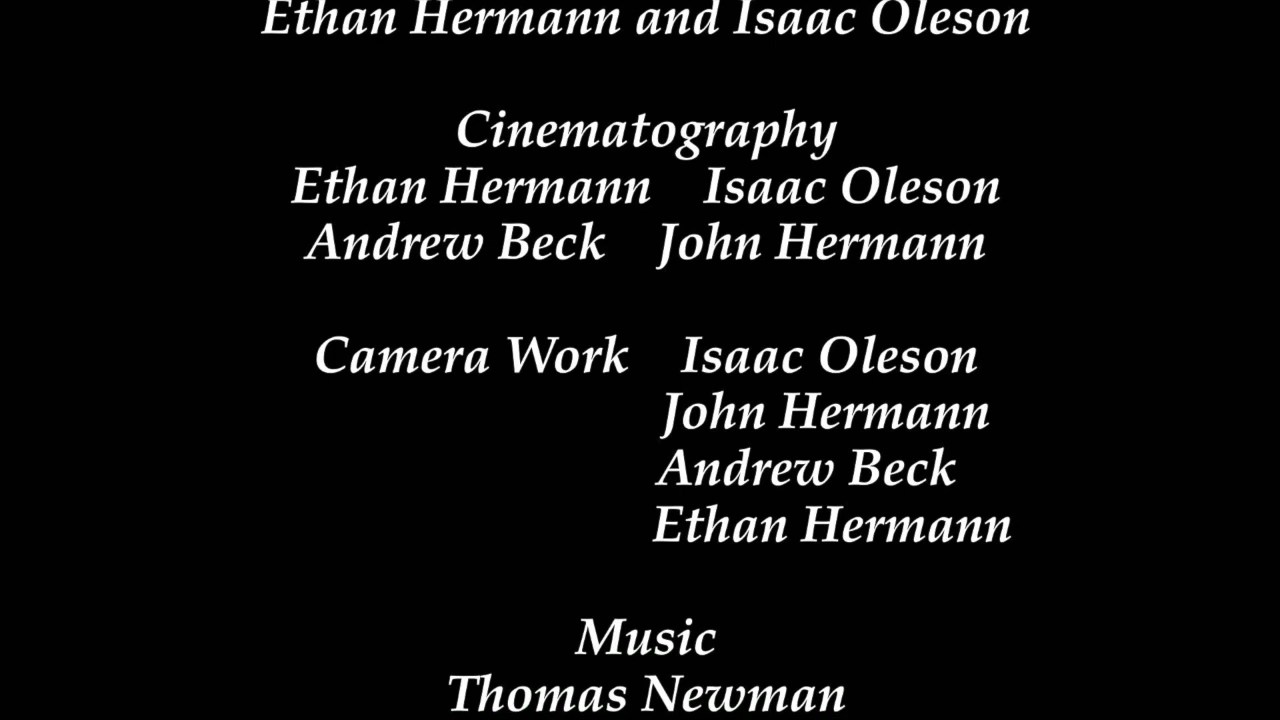 Ethan Hermann and Isaac Oleson
Cinematography
Ethan Hermann Isaac Oleson
Andrew Beck John Hermann
Camera Work Isaac Oleson
John Hermann
Andrew Beck
Ethan Hermann
Music
Thomas Newman